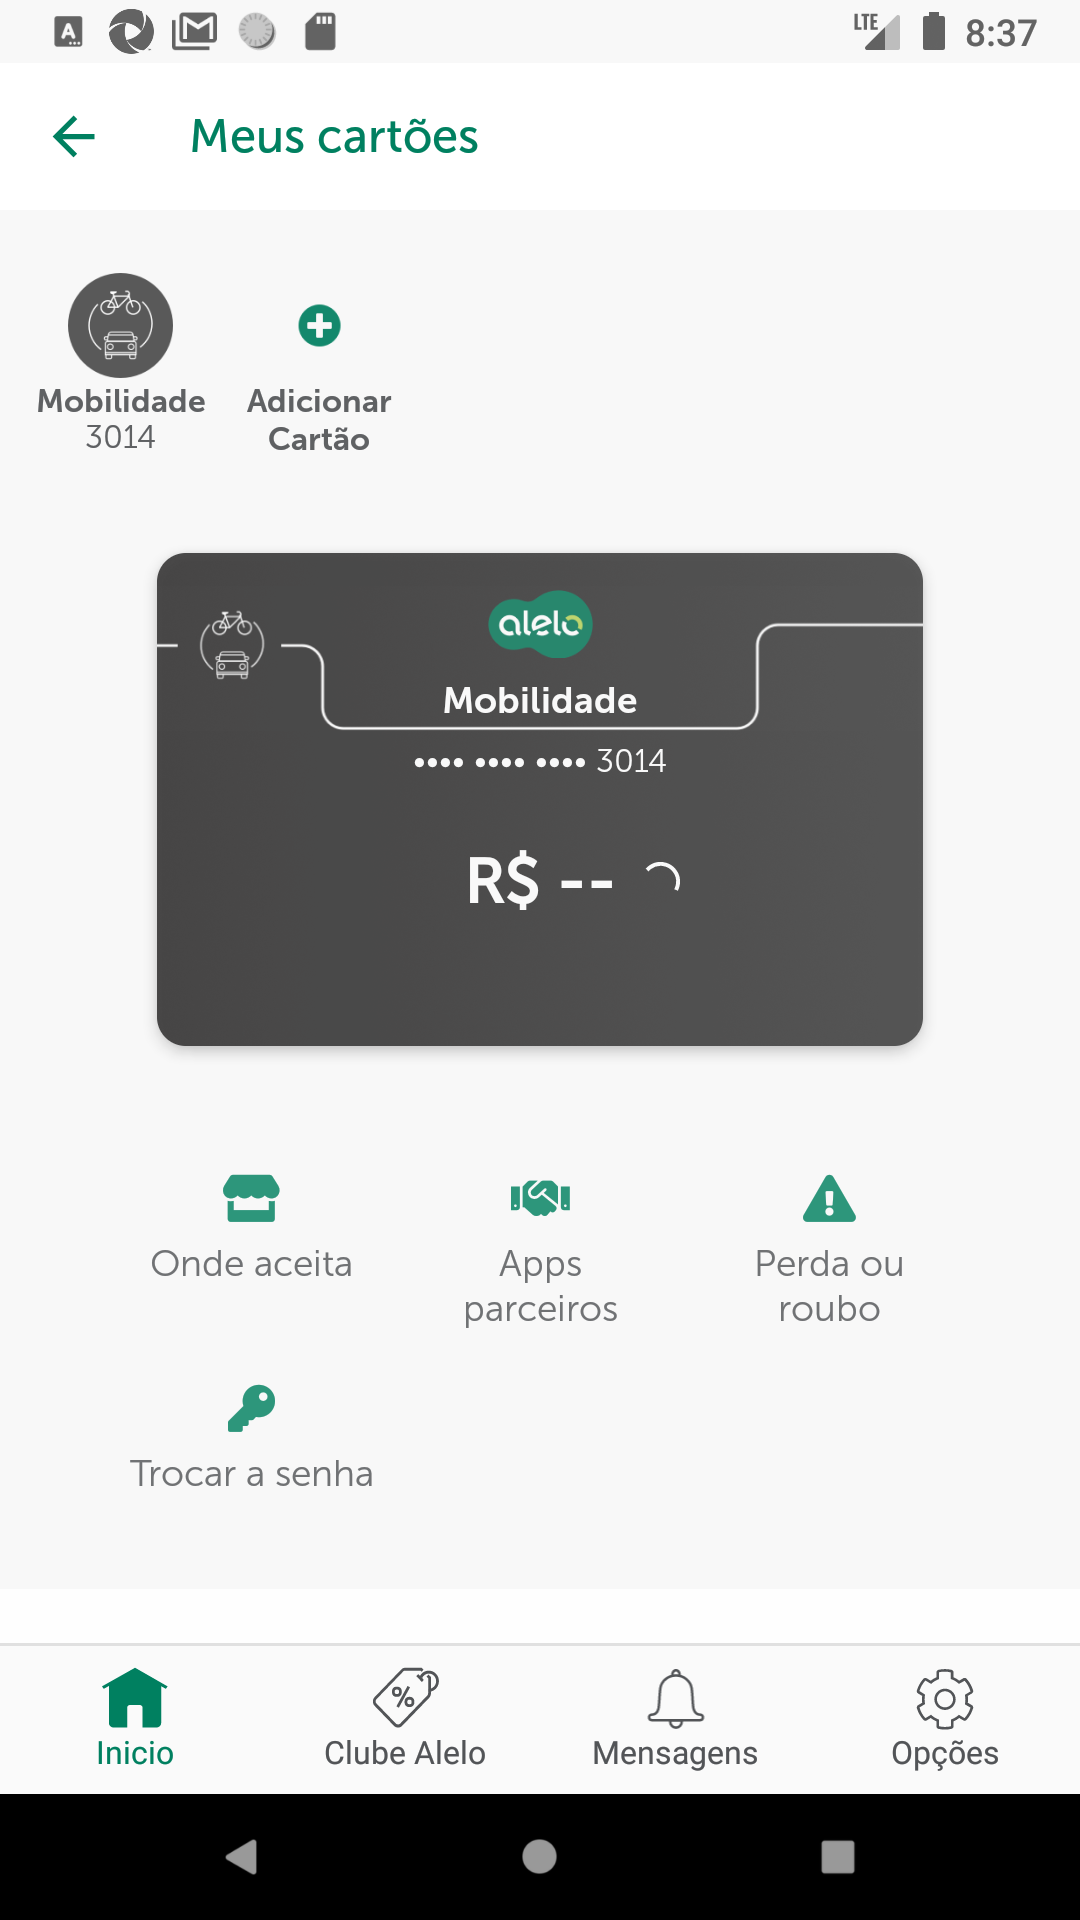 LTE 8:37
Meus cartões
Mobilidade
3014
Adicionar
Cartão
alelo
Mobilidade
•••• •••• •••• 3014
R$ --
Onde aceita
Apps
parceiros
Perda ou
roubo
Trocar a senha
Inicio
Clube Alelo
Mensagens
Opções